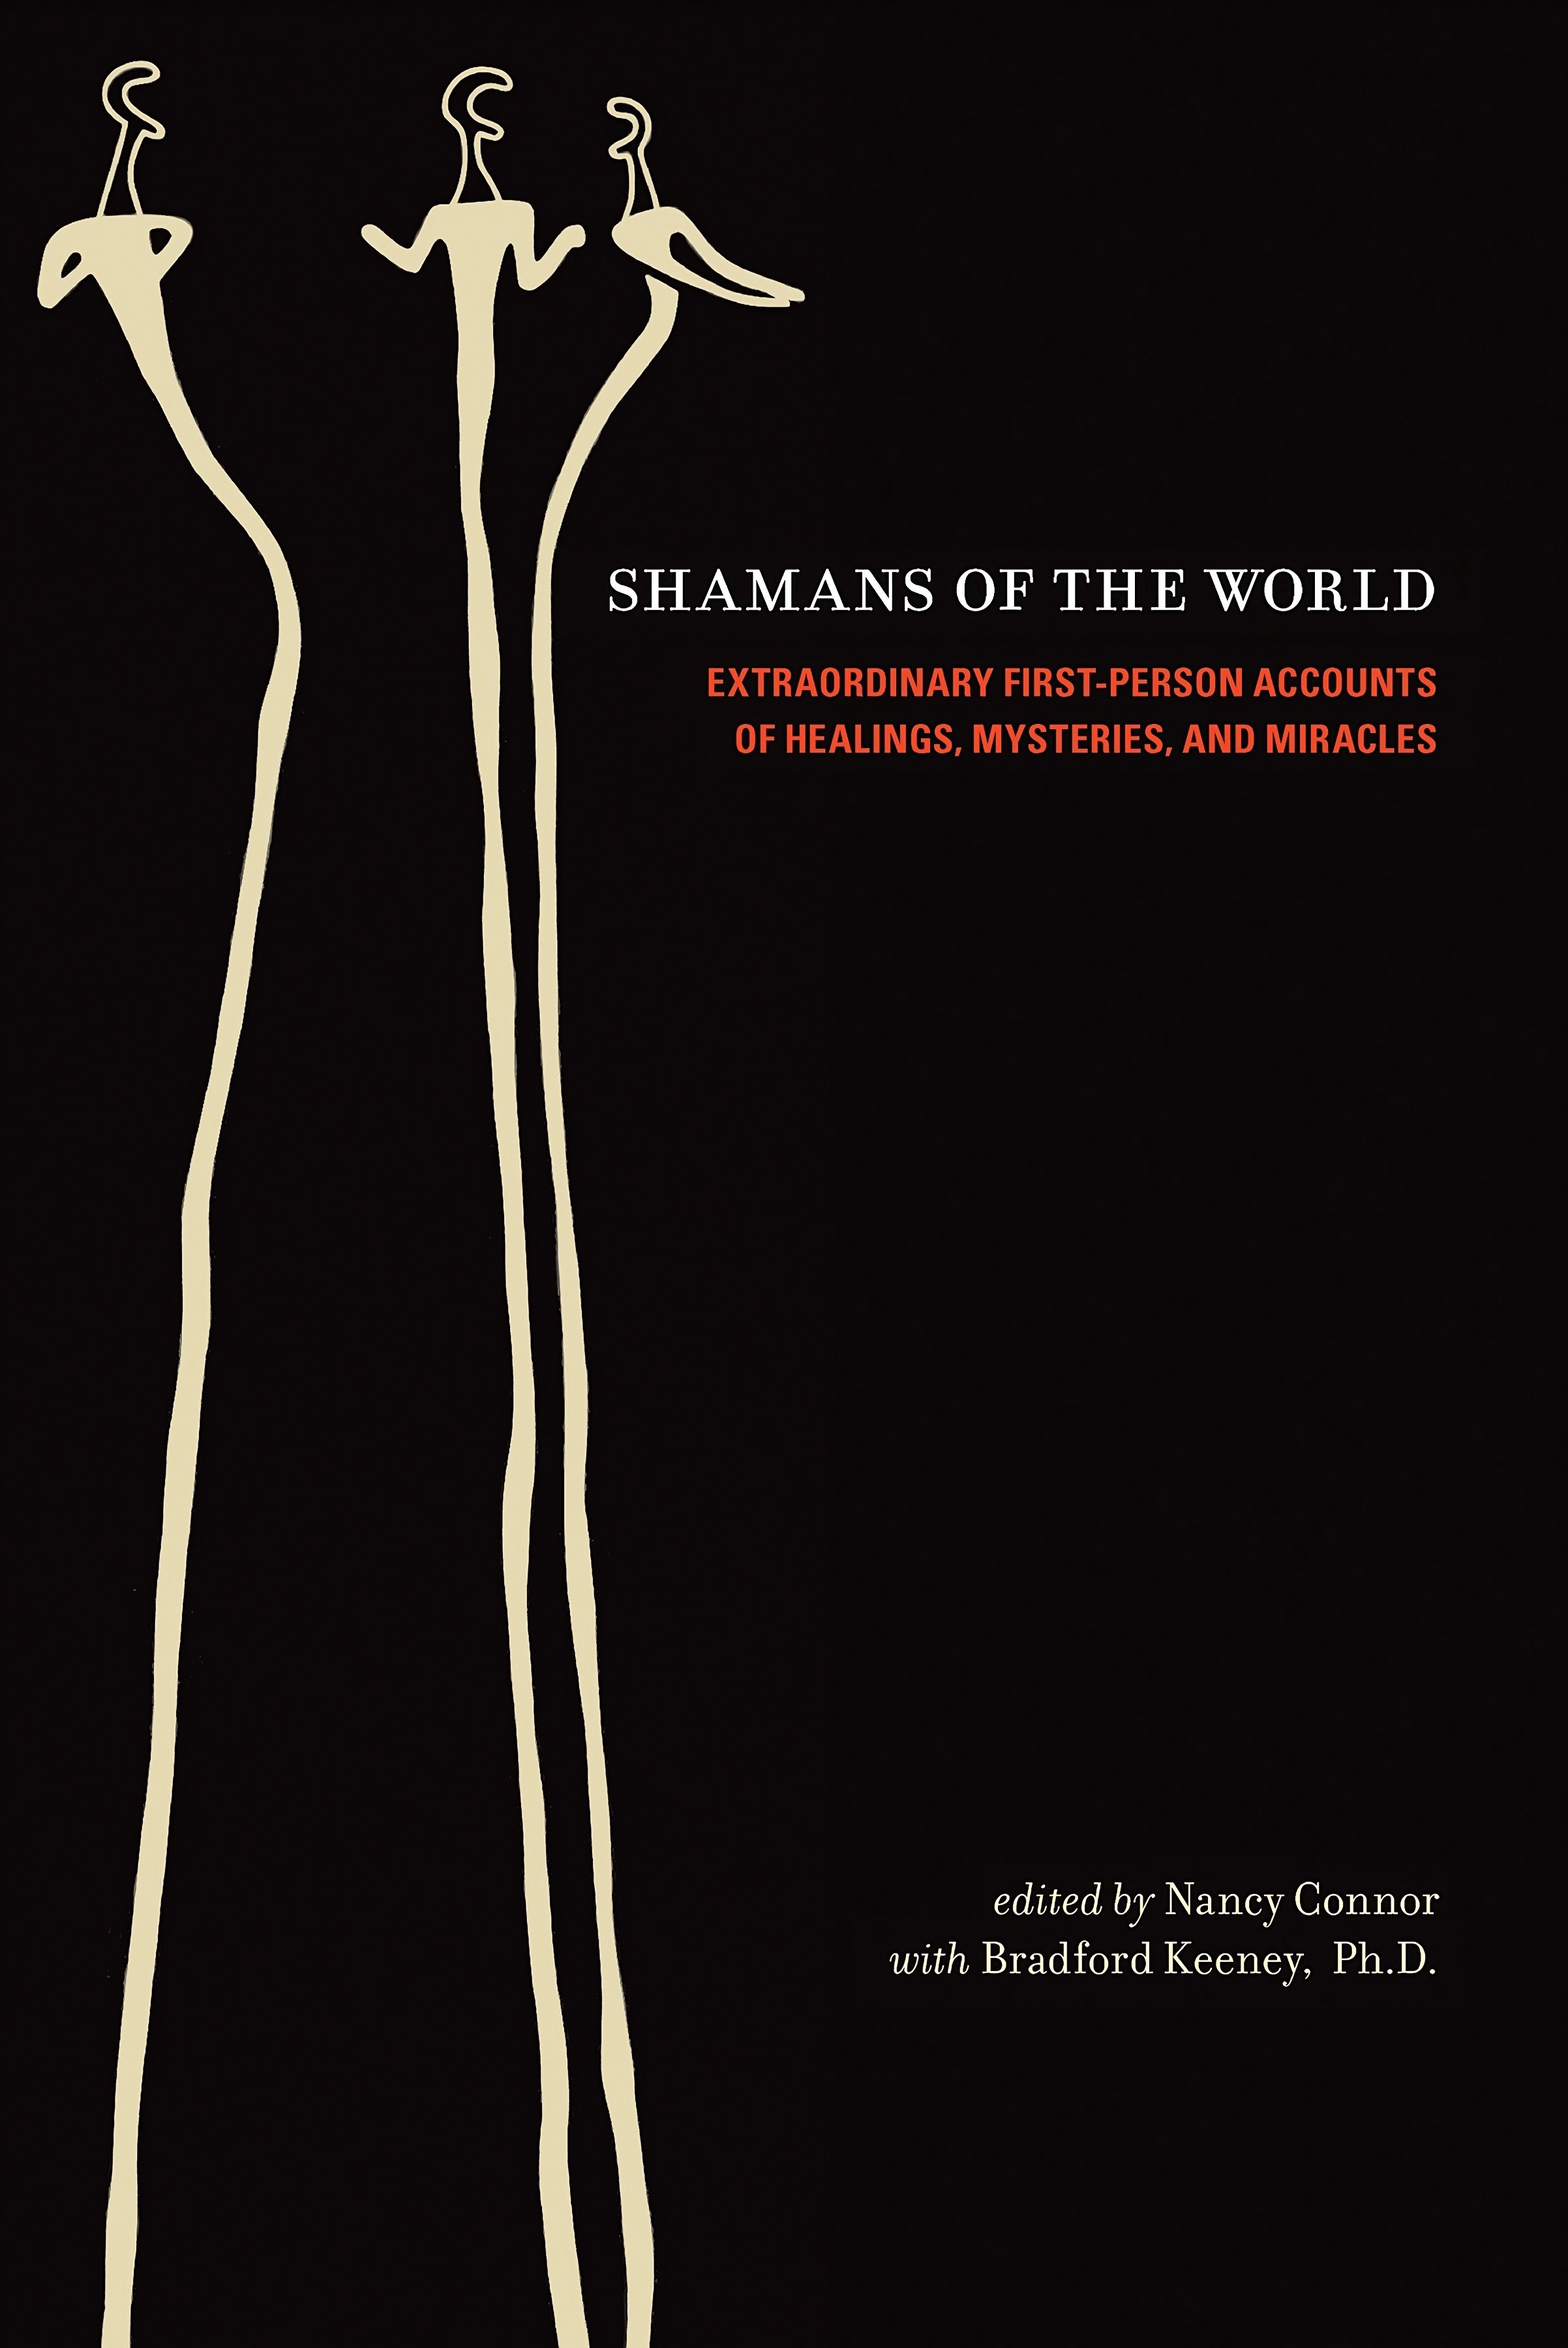 SHAMANS OF THE WORLD
EXTRAORDINARY FIRST-PERSON ACCOUNTS
OF HEALINGS, MYSTERIES, AND MIRACLES
edited by Nancy Connor
with Bradford Keeney, Ph.D.